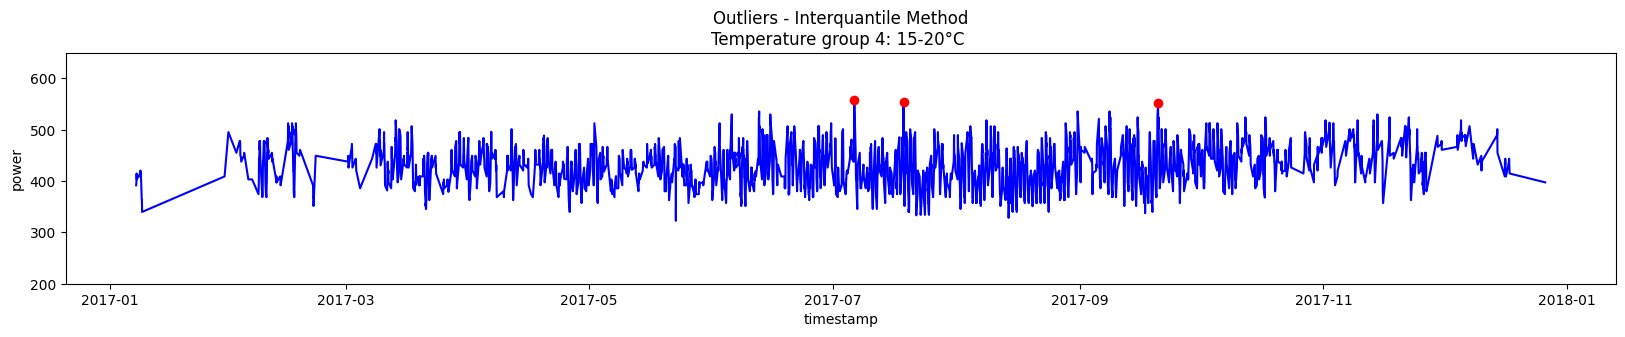 Outliers - Interquantile Method
Temperature group 4: 15-20°C
600
500
400
300
200
power
2017-01 2017-03 2017-05 2017-07 2017-09 2017-11 2018-01
timestamp